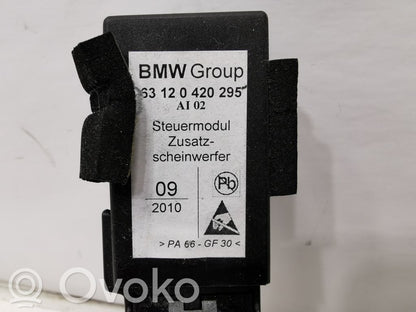 BMW Group
63 12 0 420 295
AI 02
Steuermodul
Zusatz-
scheinwerfer
09
2010
Pb
> PA 66 - GF 30 <
Ovoko